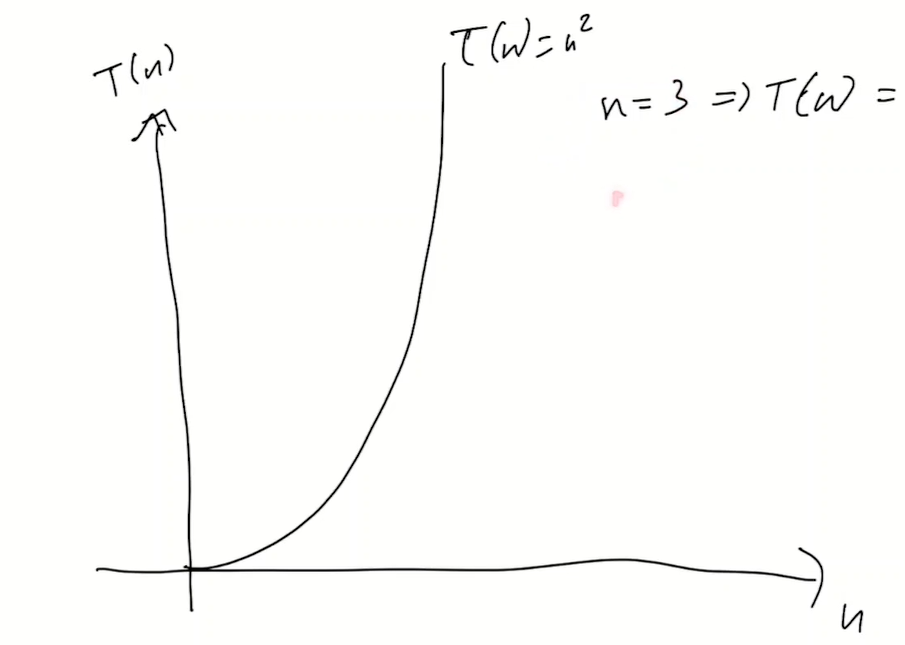 T(n)
T(n)=n²
n=3 => T(n) =
n